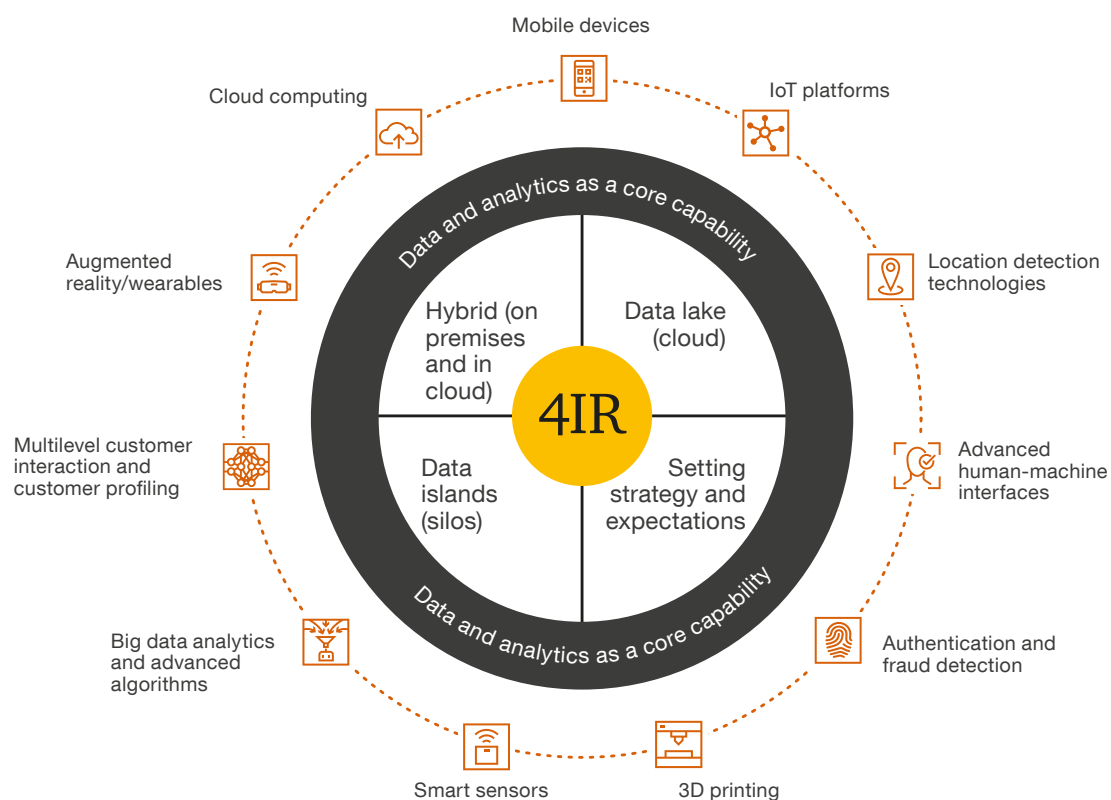 Mobile devices
IoT platforms
Cloud computing
Data and analytics as a core capability
Augmented
reality/wearables
Location detection
technologies
Hybrid (on
premises
and in
cloud)
Data lake
(cloud)
4IR
Multilevel customer
interaction and
customer profiling
Data
islands
(silos)
Setting
strategy and
expectations
Advanced
human-machine
interfaces
Data and analytics as a core capability
Big data analytics
and advanced
algorithms
Authentication and
fraud detection
Smart sensors
3D printing